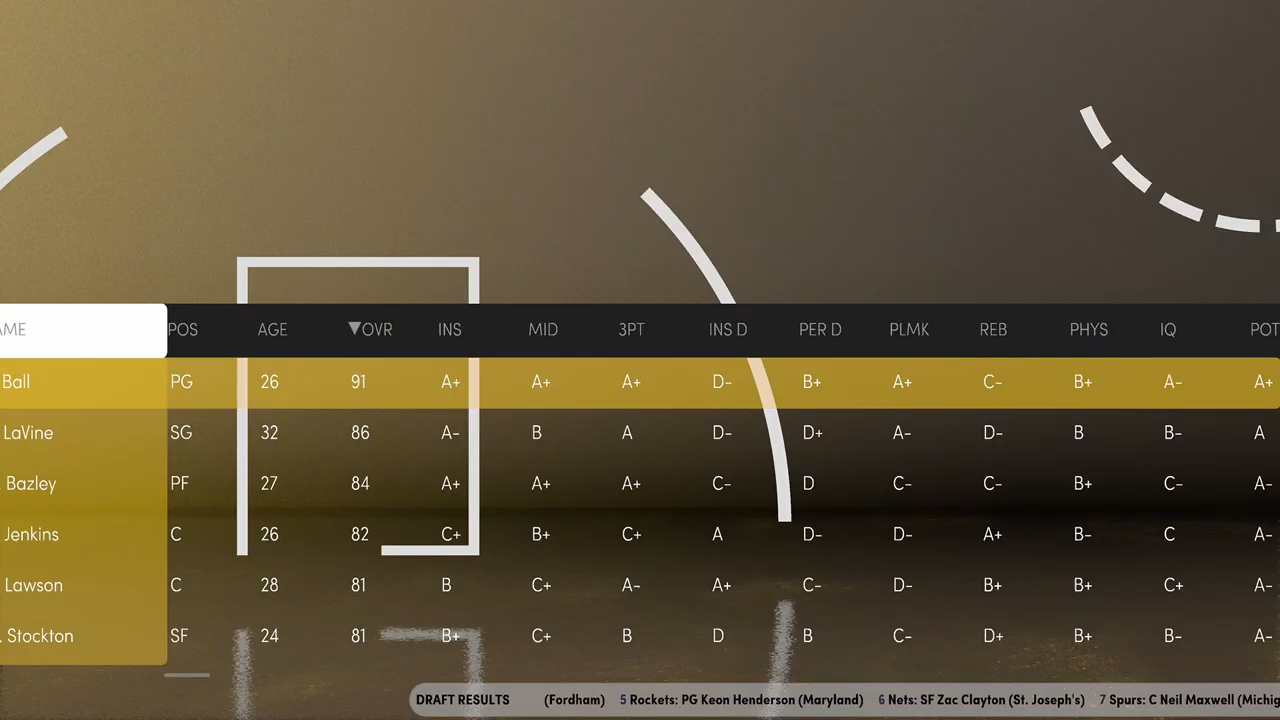 AME POS AGE ▼OVR INS MID 3PT INS D PER D PLMK REB PHYS IQ POT
Ball PG 26 91 A+ A+ A+ D- B+ A+ C- B+ A- A+
LaVine SG 32 86 A- B A D- D+ A- D- B B- A
. Bazley PF 27 84 A+ A+ A+ C- D C- C- B+ C- A-
Jenkins C 26 82 C+ B+ C+ A D- D- A+ B- C A-
Lawson C 28 81 B C+ A- A+ C- D- B+ B+ C+ A-
. Stockton SF 24 81 B+ C+ B D B C- D+ B+ B- A-
DRAFT RESULTS (Fordham) 5 Rockets: PG Keon Henderson (Maryland) 6 Nets: SF Zac Clayton (St. Joseph's) 7 Spurs: C Neil Maxwell (Michig